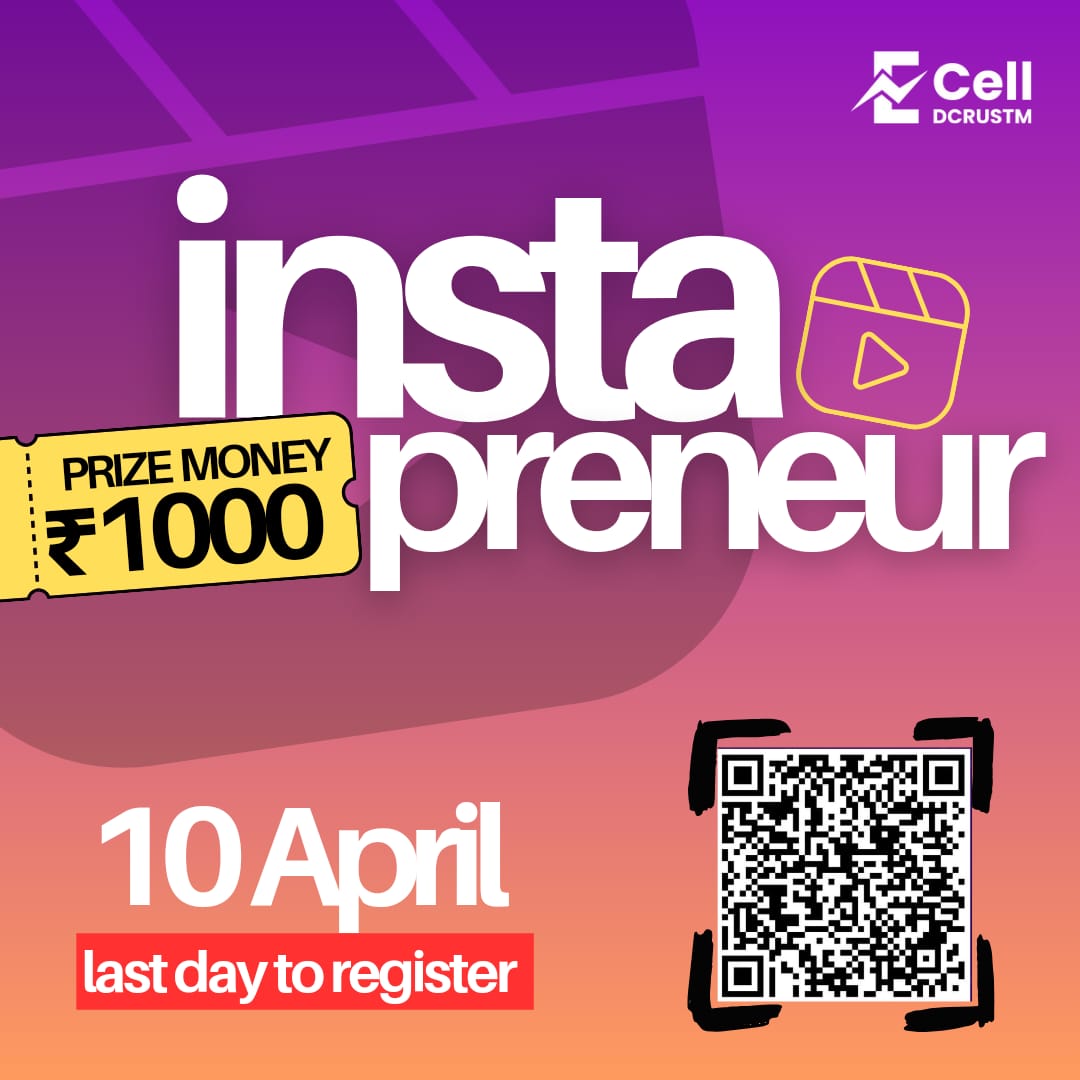 Cell
DCRUSTM
insta
preneur
PRIZE MONEY
₹1000
10 April
last day to register